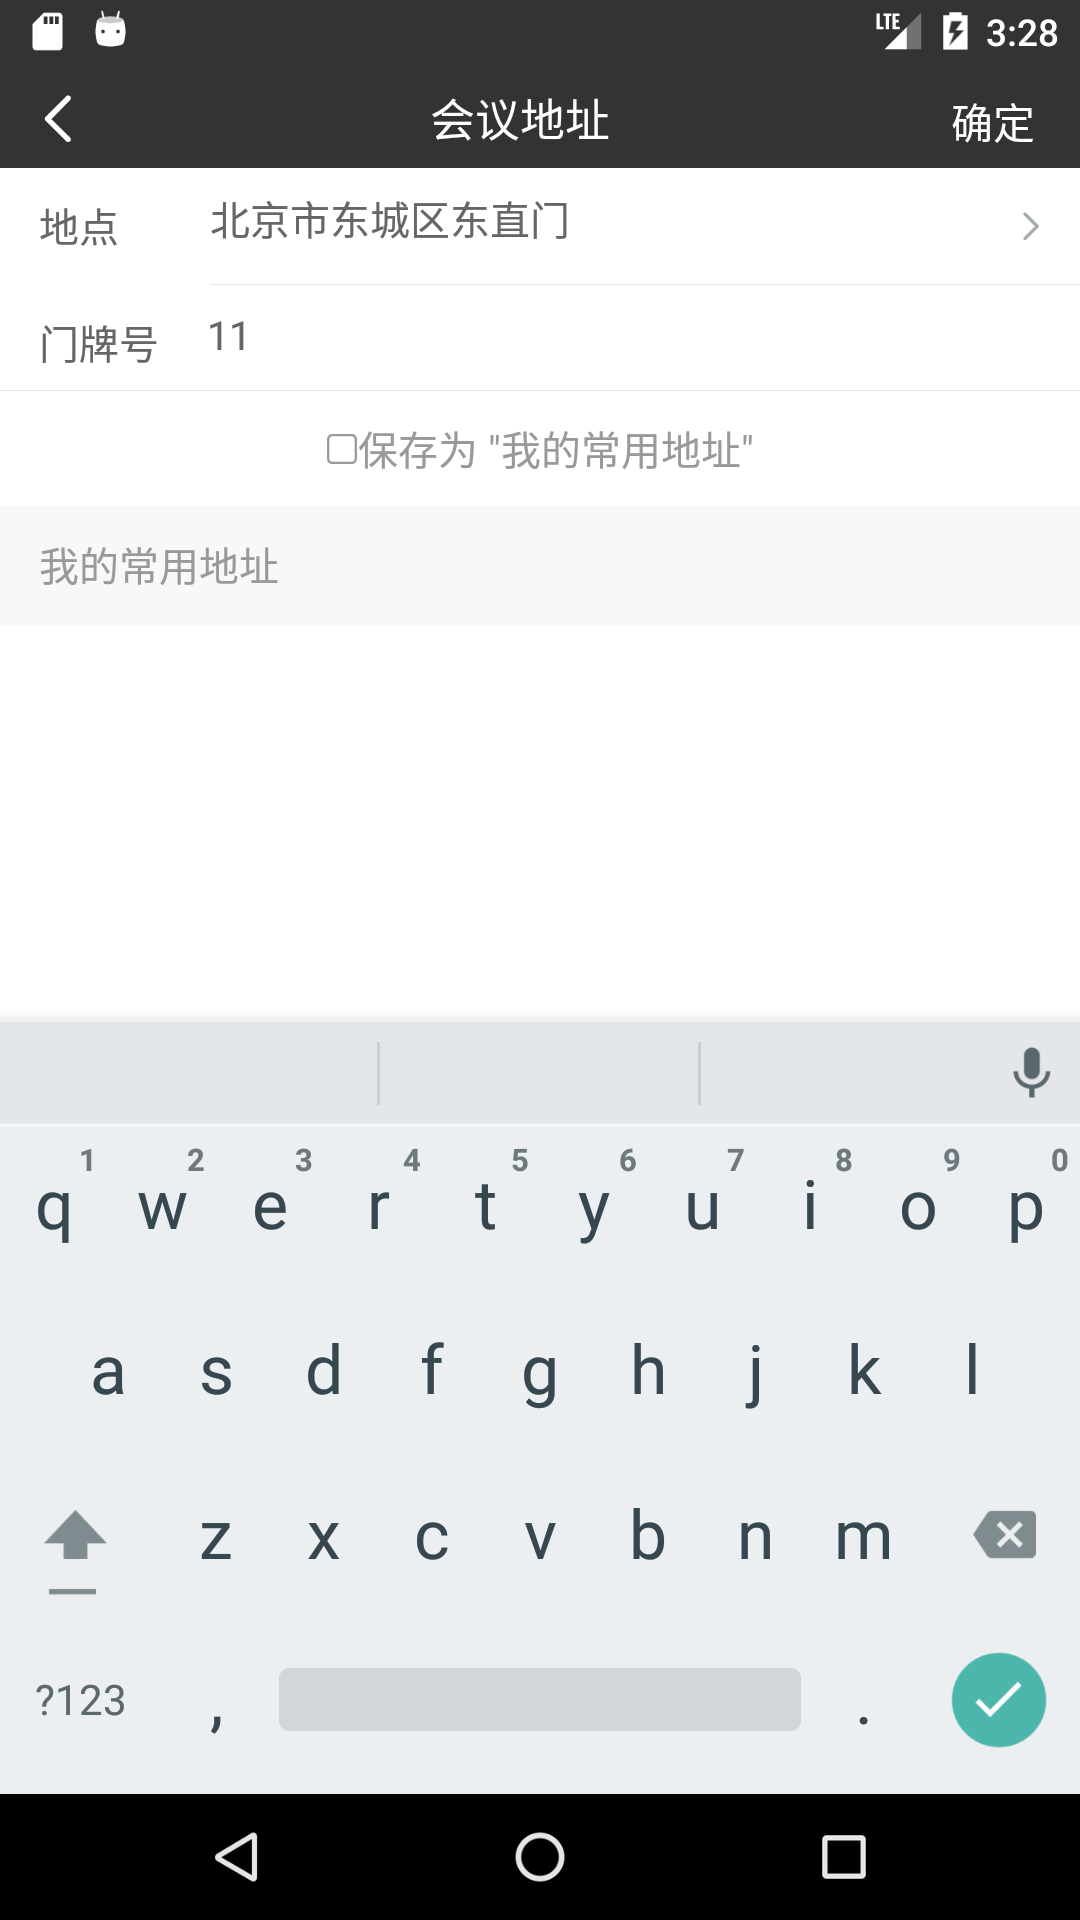 LTE 3:28
会议地址 确定
地点 北京市东城区东直门
门牌号 11
保存为 "我的常用地址"
我的常用地址
1 2 3 4 5 6 7 8 9 0
q w e r t y u i o p
a s d f g h j k l
z x c v b n m
?123 , .